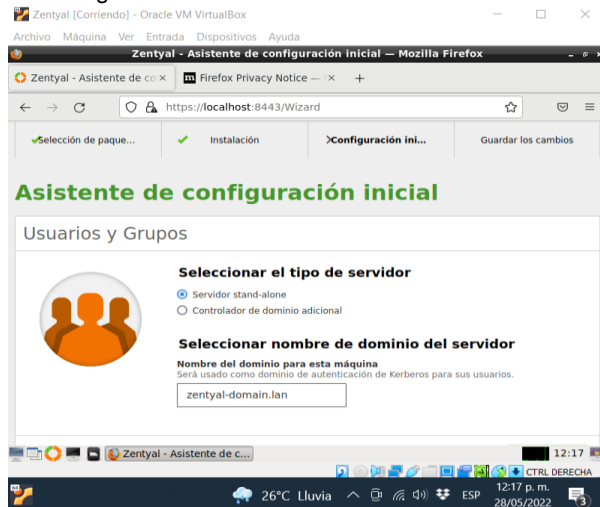 Zentyal [Corriendo] - Oracle VM VirtualBox
Archivo Máquina Ver Entrada Dispositivos Ayuda
Zentyal - Asistente de configuración inicial — Mozilla Firefox
Zentyal - Asistente de co
Firefox Privacy Notice —
https://localhost:8443/Wizard
Selección de paque...
Instalación
Configuración ini...
Guardar los cambios
Asistente de configuración inicial
Usuarios y Grupos
Seleccionar el tipo de servidor
Servidor stand-alone
Controlador de dominio adicional
Seleccionar nombre de dominio del servidor
Nombre del dominio para esta máquina
Será usado como dominio de autenticación de Kerberos para sus usuarios.
zentyal-domain.lan
Zentyal - Asistente de c...
12:17
CTRL DERECHA
26°C Lluvia
ESP
12:17 p. m.
28/05/2022
3